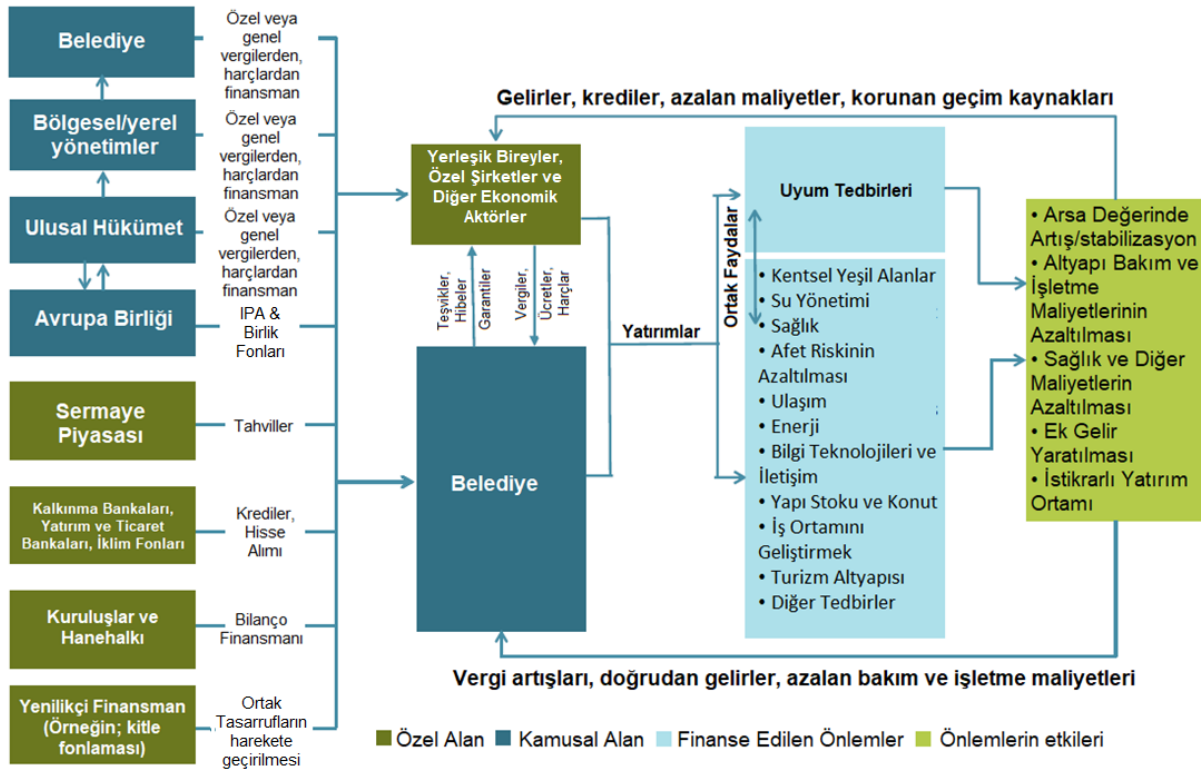 Belediye
Özel veya
genel
vergilerden,
harçlardan
finansman
Bölgesel/yerel
yönetimler
Özel veya
genel
vergilerden,
harçlardan
finansman
Ulusal Hükümet
Özel veya
genel
vergilerden,
harçlardan
finansman
Avrupa Birliği
IPA &
Birlik
Fonları
Sermaye
Piyasası
Tahviller
Kalkınma Bankaları,
Yatırım ve Ticaret
Bankaları, İklim Fonları
Krediler,
Hisse
Alımı
Kuruluşlar ve
Hanehalkı
Bilanço
Finansmanı
Yenilikçi Finansman
(Örneğin; kitle
fonlaması)
Ortak
Tasarrufların
harekete
geçirilmesi
Gelirler, krediler, azalan maliyetler, korunan geçim kaynakları
Yerleşik Bireyler,
Özel Şirketler ve
Diğer Ekonomik
Aktörler
Teşvikler,
Hibeler
Garantiler
Vergiler,
Ücretler,
Harçlar
Belediye
Yatırımlar
Ortak Faydalar
Uyum Tedbirleri
• Kentsel Yeşil Alanlar
• Su Yönetimi
• Sağlık
• Afet Riskinin
Azaltılması
• Ulaşım
• Enerji
• Bilgi Teknolojileri ve
İletişim
• Yapı Stoku ve Konut
• İş Ortamını
Geliştirmek
• Turizm Altyapısı
• Diğer Tedbirler
• Arsa Değerinde
Artış/stabilizasyon
• Altyapı Bakım ve
İşletme
Maliyetlerinin
Azaltılması
• Sağlık ve Diğer
Maliyetlerin
Azaltılması
• Ek Gelir
Yaratılması
• İstikrarlı Yatırım
Ortamı
Vergi artışları, doğrudan gelirler, azalan bakım ve işletme maliyetleri
Özel Alan
Kamusal Alan
Finanse Edilen Önlemler
Önlemlerin etkileri